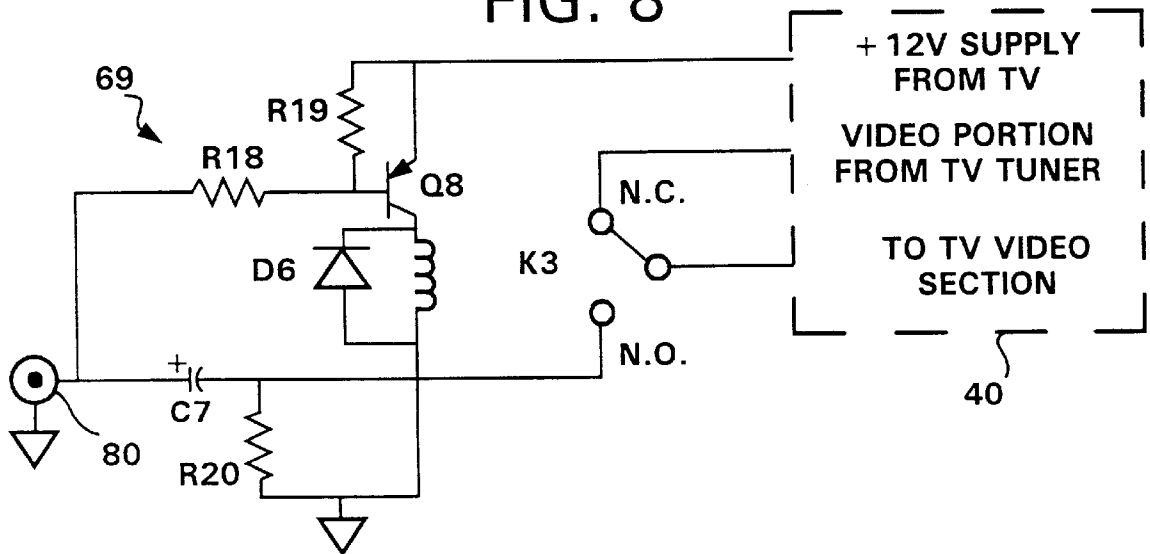 FIG. 8
+ 12V SUPPLY
FROM TV
69
R19
VIDEO PORTION
FROM TV TUNER
R18
Q8
N.C.
D6
K3
TO TV VIDEO
SECTION
N.O.
+
C7
40
80
R20